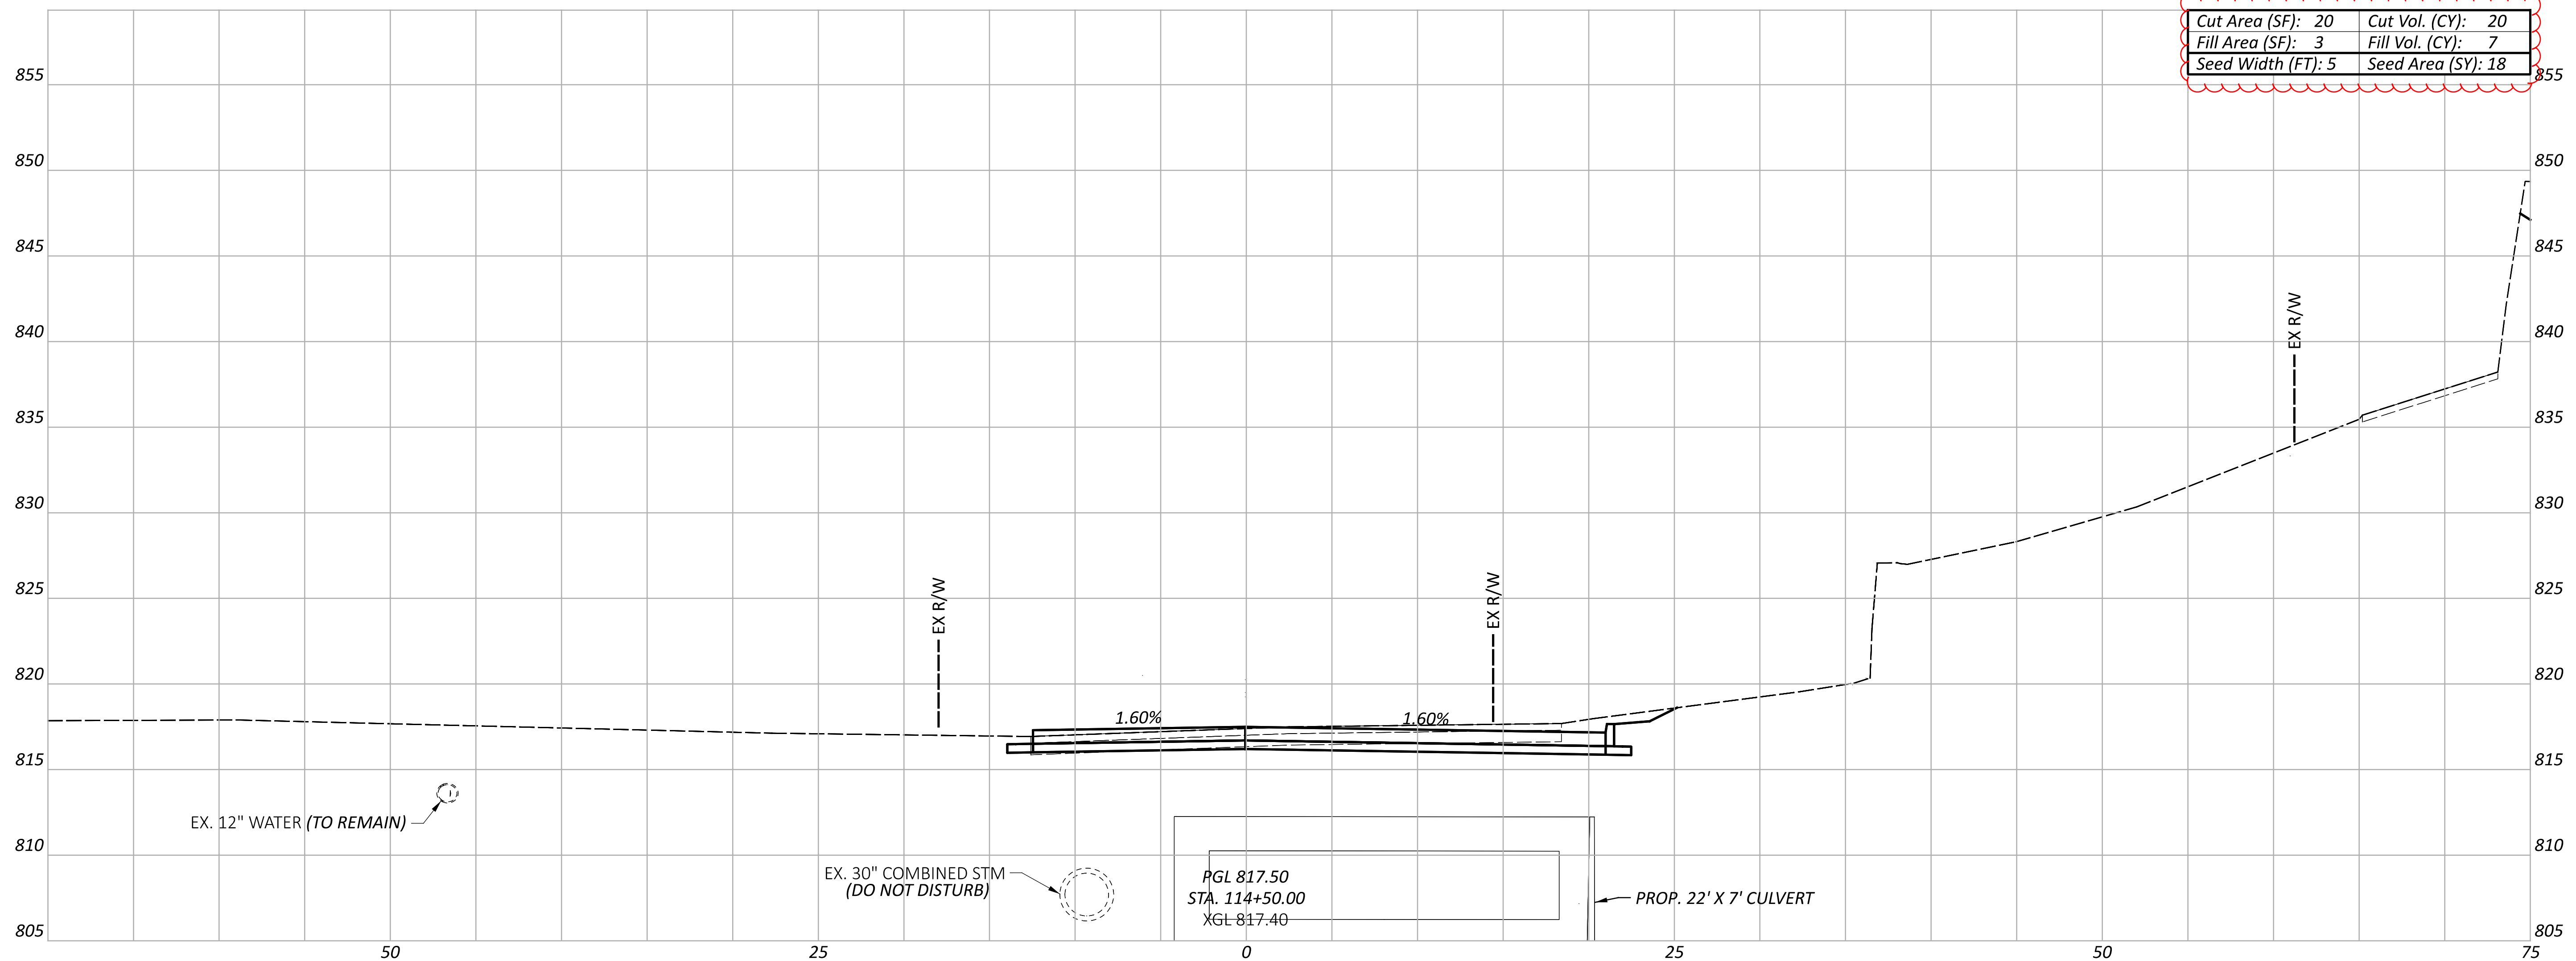 Cut Area (SF): 20 Cut Vol. (CY): 20
Fill Area (SF): 3 Fill Vol. (CY): 7
Seed Width (FT): 5 Seed Area (SY): 18
855 855
850 850
845 845
EX R/W
840 840
835 835
830 830
EX R/W
EX R/W
825 825
820 820
1.60% 1.60%
815 815
EX. 12" WATER (TO REMAIN)
810 810
EX. 30" COMBINED STM
(DO NOT DISTURB)
PGL 817.50
STA. 114+50.00
XGL 817.40
PROP. 22' X 7' CULVERT
805 805
50 25 0 25 50 75